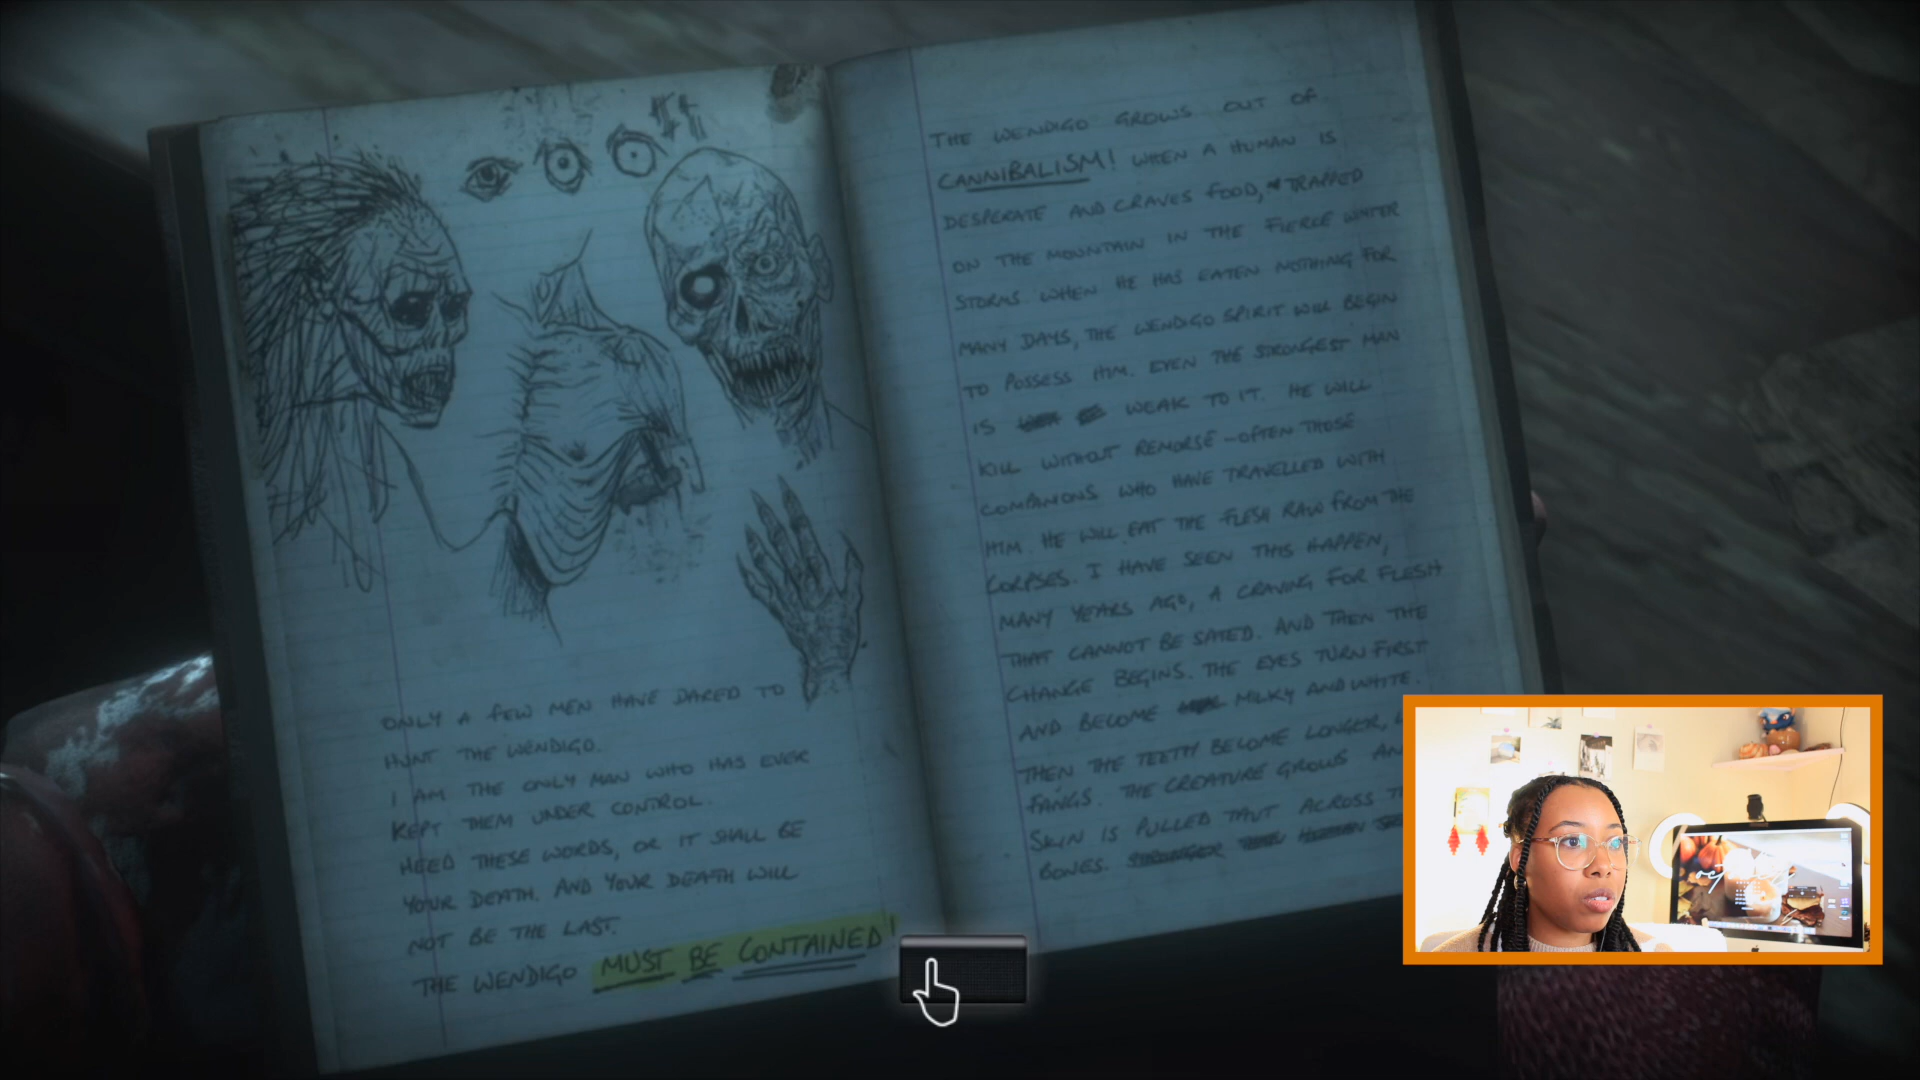 ONLY A FEW MEN HAVE DARED TO
HUNT THE WENDIGO.
I AM THE ONLY MAN WHO HAS EVER
KEPT THEM UNDER CONTROL.
HEED THESE WORDS, OR IT SHALL BE
YOUR DEATH. AND YOUR DEATH WILL
NOT BE THE LAST.
THE WENDIGO MUST BE CONTAINED!
THE WENDIGO GROWS OUT OF
CANNIBALISM! WHEN A HUMAN IS
DESPERATE AND CRAVES FOOD, TRAPPED
ON THE MOUNTAIN IN THE FIERCE WINTER
STORMS. WHEN HE HAS EATEN NOTHING FOR
MANY DAYS, THE WENDIGO SPIRIT WILL BEGIN
TO POSSESS HIM. EVEN THE STRONGEST MAN
IS WEAK TO IT. HE WILL
KILL WITHOUT REMORSE - OFTEN THOSE
COMPANIONS WHO HAVE TRAVELLED WITH
HIM. HE WILL EAT THE FLESH RAW FROM THE
CORPSES. I HAVE SEEN THIS HAPPEN,
MANY YEARS AGO, A CRAVING FOR FLESH
THAT CANNOT BE SATED. AND THEN THE
CHANGE BEGINS. THE EYES TURN FIRST
AND BECOME MILKY AND WHITE.
THEN THE TEETH BECOME LONGER,
FANGS. THE CREATURE GROWS
SKIN IS PULLED TAUT ACROSS
BONES.